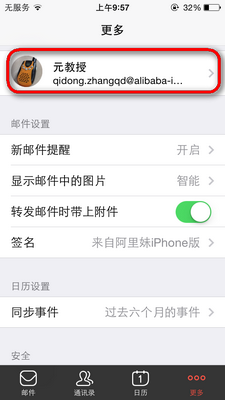 无服务 上午9:57 32%
更多
元教授
qidong.zhangqd@alibaba-i...
邮件设置
新邮件提醒 开启
显示邮件中的图片 智能
转发邮件时带上附件
签名 来自阿里妹iPhone版
日历设置
同步事件 过去六个月的事件
安全
邮件 通讯录 1 日历 更多